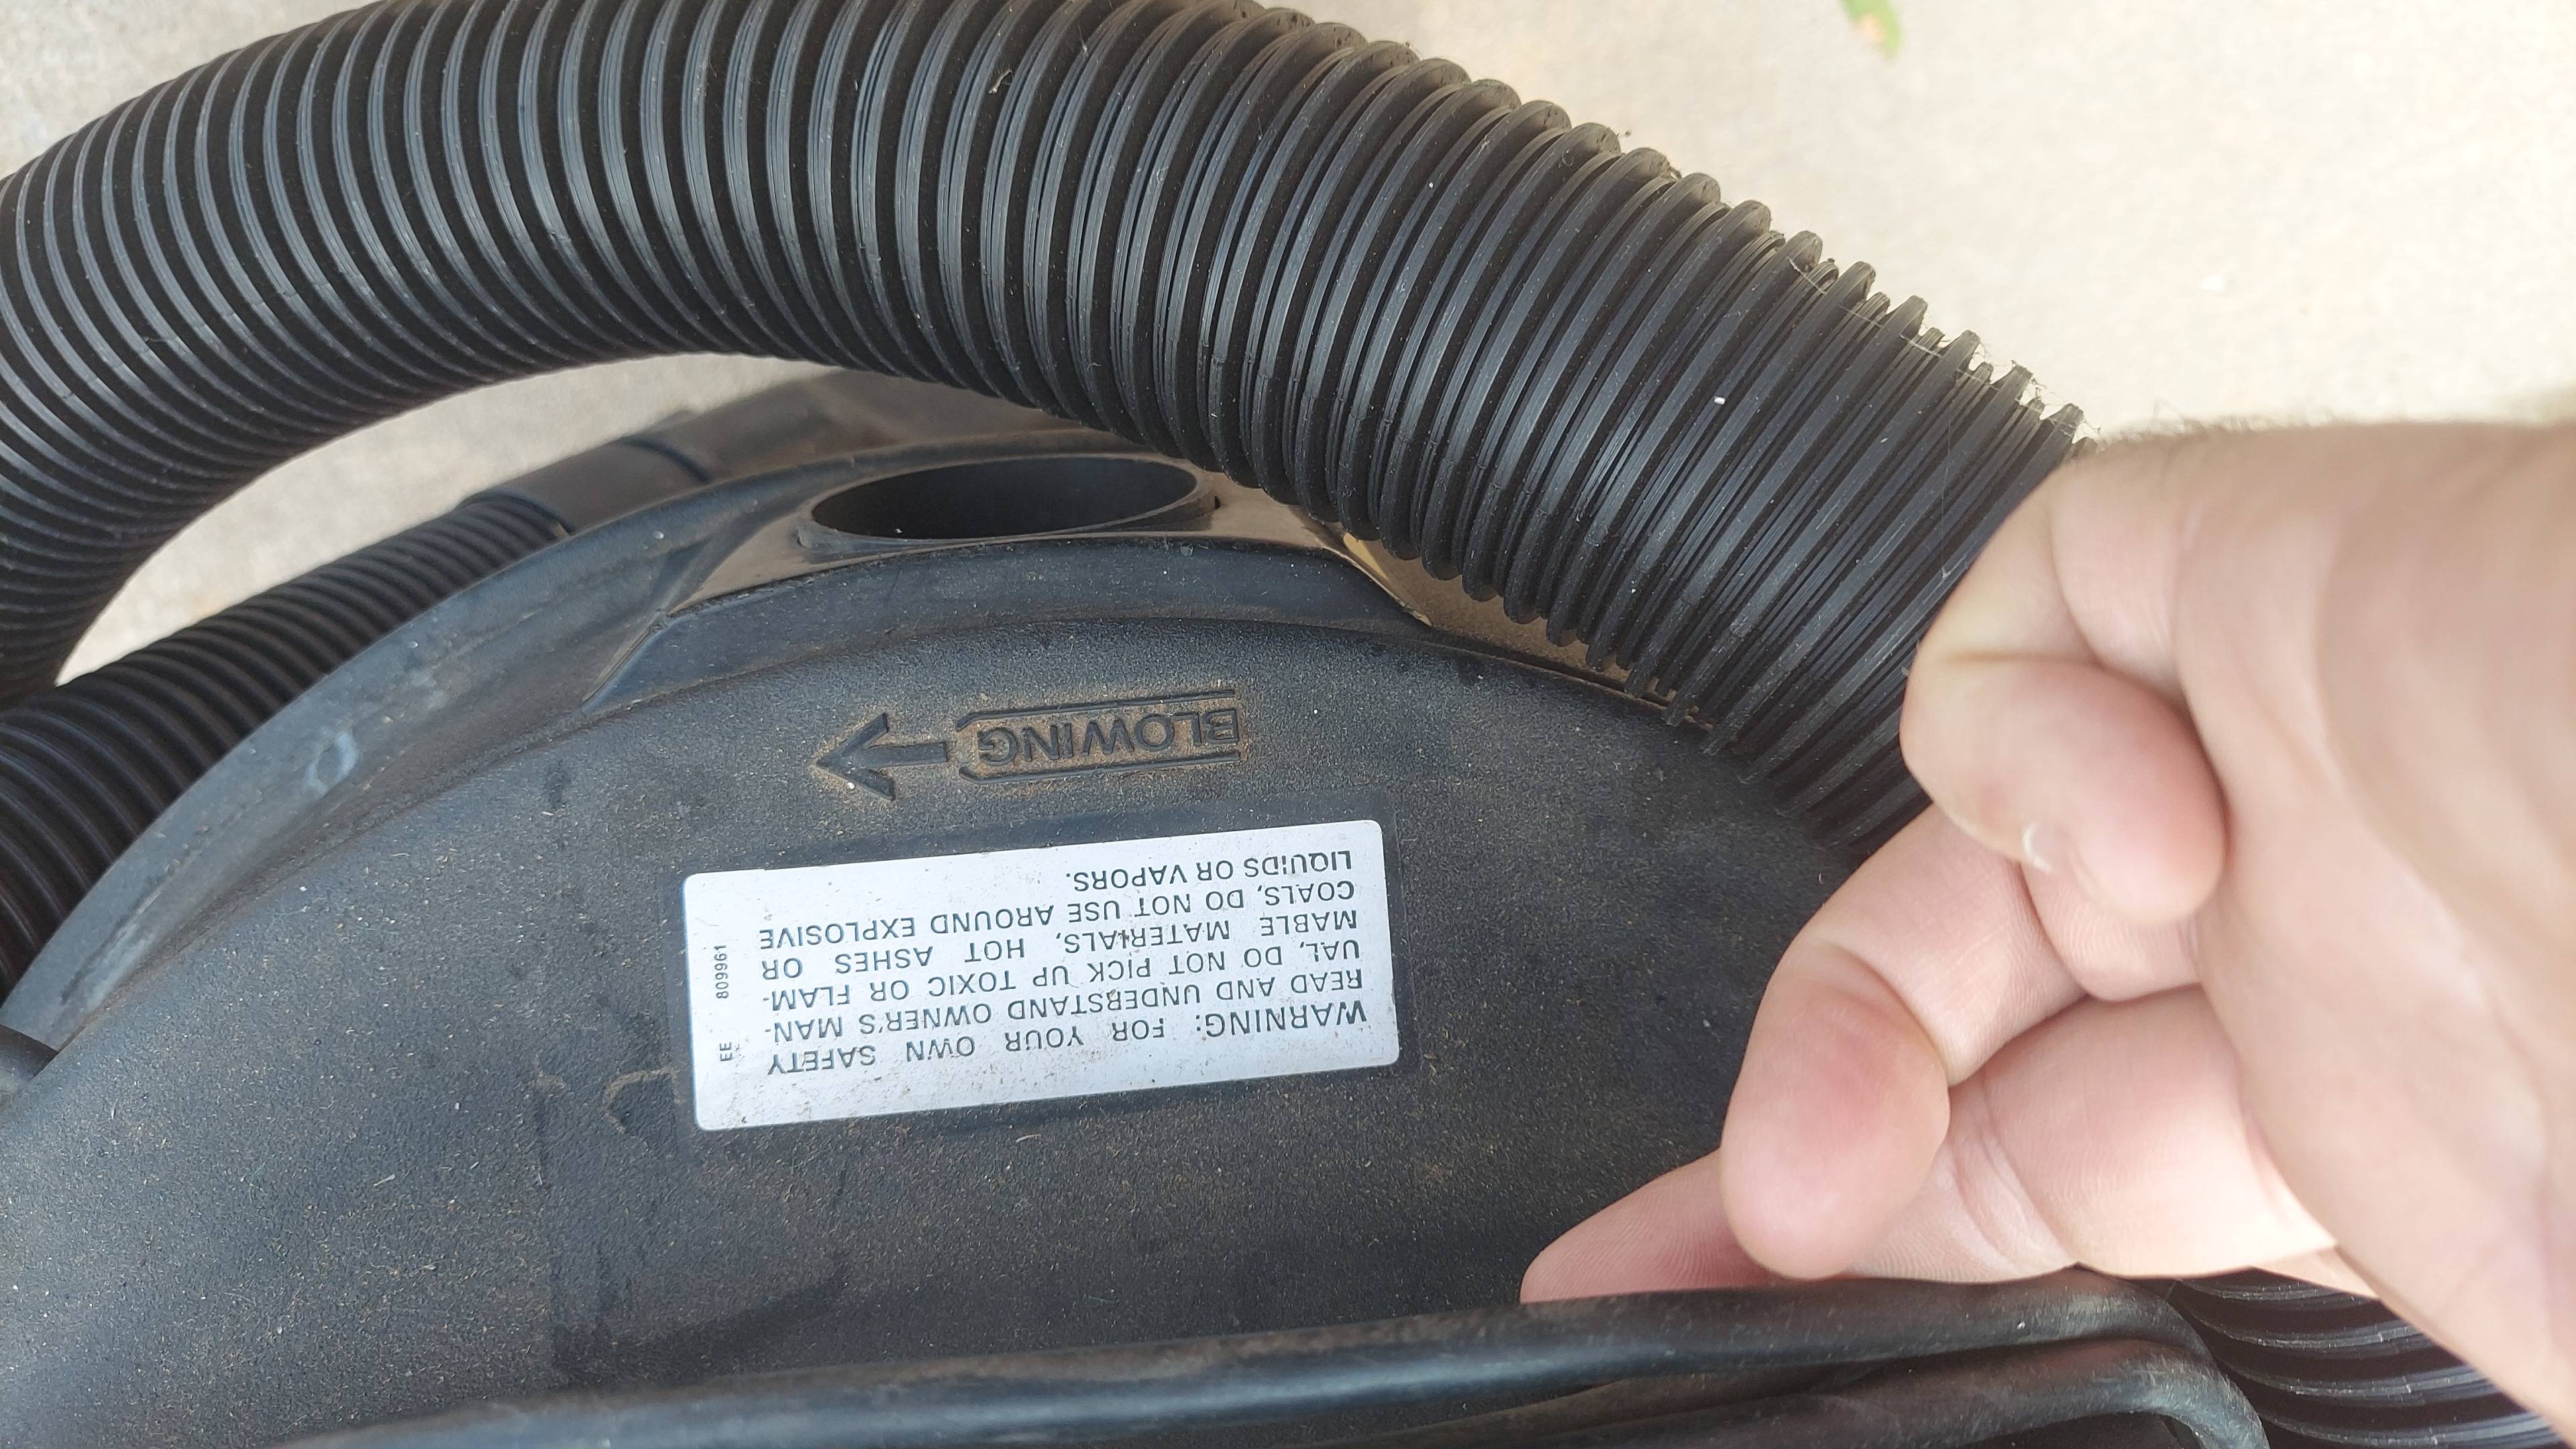 WARNING: FOR YOUR OWN SAFETY
READ AND UNDERSTAND OWNER'S MAN-
UAL, DO NOT PICK UP TOXIC OR FLAM-
MABLE MATERIALS, HOT ASHES OR
COALS, DO NOT USE AROUND EXPLOSIVE
LIQUIDS OR VAPORS.
EE 809961
BLOWING